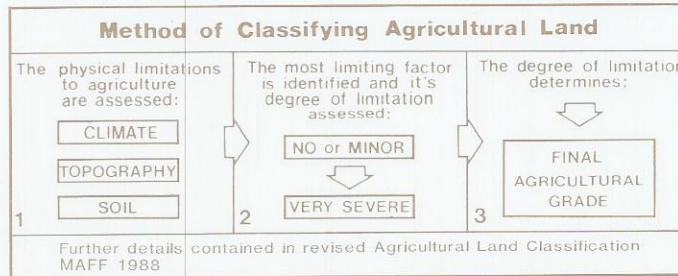 Method of Classifying Agricultural Land
The physical limitations
to agriculture
are assessed:
CLIMATE
TOPOGRAPHY
SOIL
1
The most limiting factor
is identified and it's
degree of limitation
assessed:
NO or MINOR
VERY SEVERE
2
The degree of limitation
determines:
FINAL
AGRICULTURAL
GRADE
3
Further details contained in revised Agricultural Land Classification
MAFF 1988